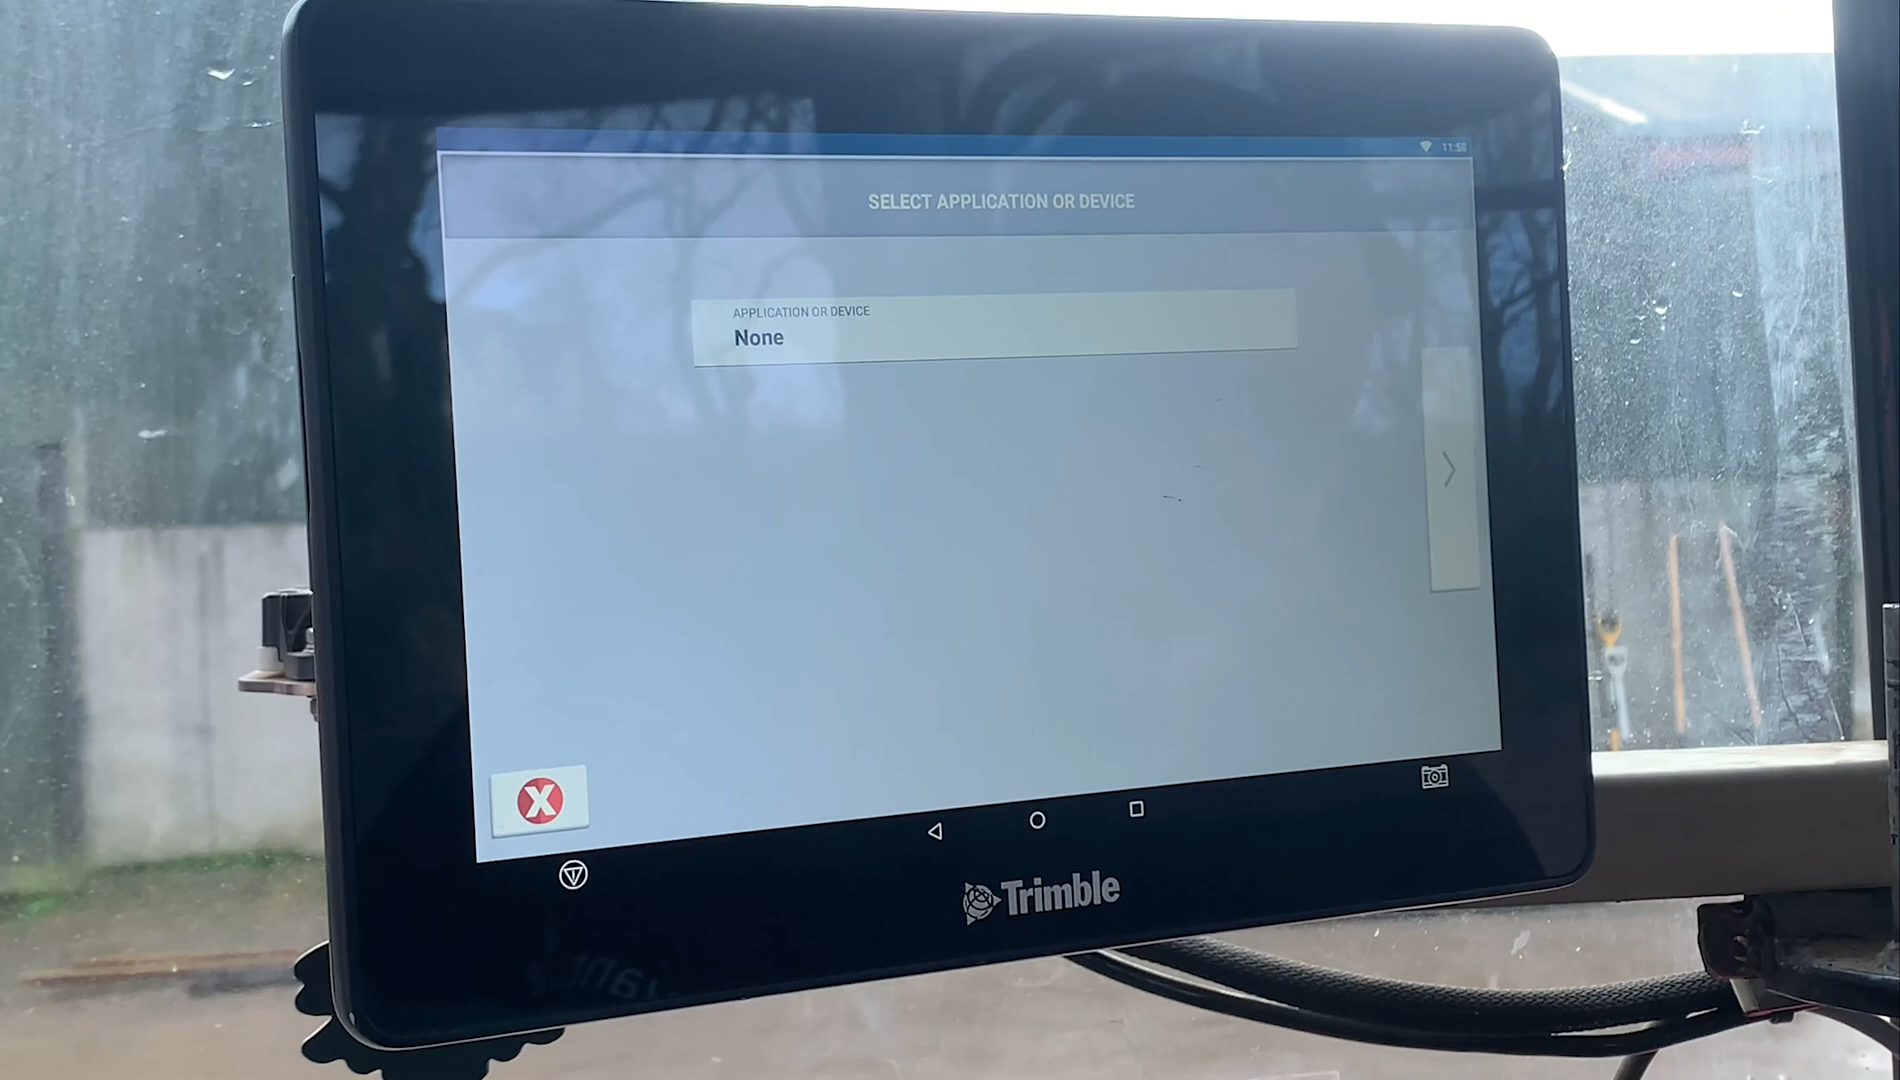 11:58
SELECT APPLICATION OR DEVICE
APPLICATION OR DEVICE
None
X
Trimble